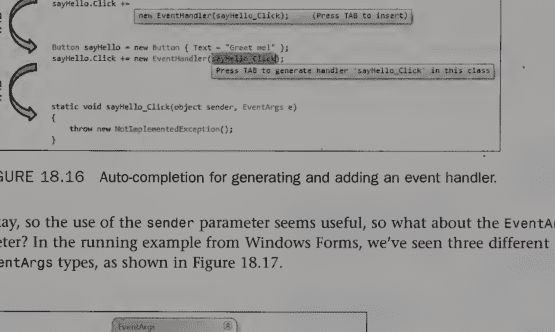 sayHello.Click +=
new EventHandler(sayHello_Click); (Press TAB to insert)
Button sayHello = new Button { Text = "Greet me!" };
sayHello.Click += new EventHandler(sayHello_Click);
Press TAB to generate handler 'sayHello_Click' in this class
static void sayHello_Click(object sender, EventArgs e)
{
throw new NotImplementedException();
}
GURE 18.16 Auto-completion for generating and adding an event handler.
ay, so the use of the sender parameter seems useful, so what about the EventA
eter? In the running example from Windows Forms, we've seen three different
entArgs types, as shown in Figure 18.17.
EventArgs